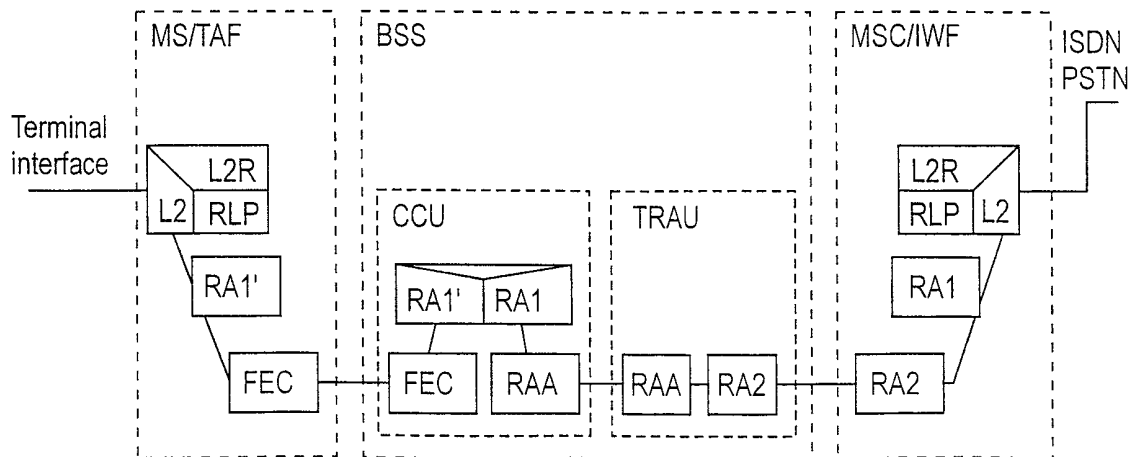 MS/TAF
BSS
MSC/IWF
ISDN
PSTN
Terminal
interface
L2R
L2
RLP
RA1'
FEC
CCU
RA1'
RA1
FEC
RAA
TRAU
RAA
RA2
L2R
RLP
L2
RA1
RA2